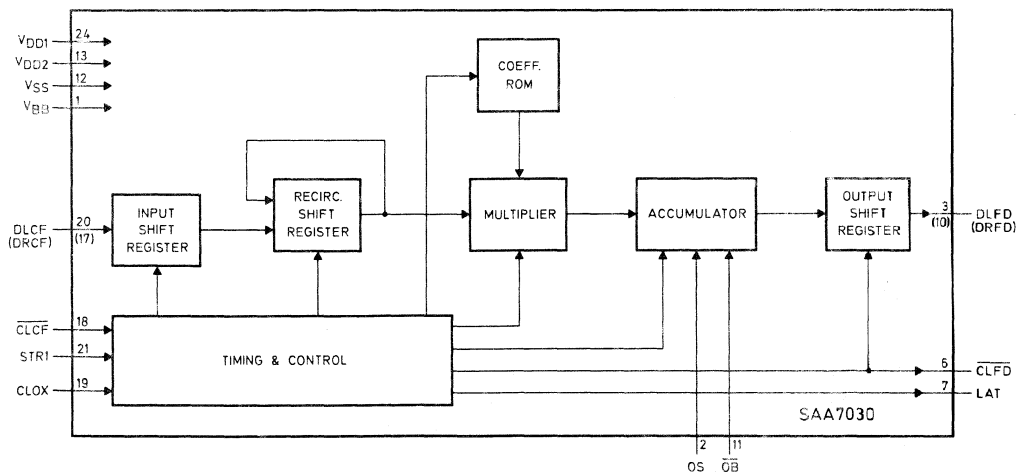 VDD1 24
VDD2 13
VSS 12
VBB 1
COEFF.
ROM
INPUT
SHIFT
REGISTER
RECIRC.
SHIFT
REGISTER
MULTIPLIER
ACCUMULATOR
OUTPUT
SHIFT
REGISTER
DLCF 20
(DRCF) (17)
3 DLFD
(10) (DRFD)
CLCF 18
STR1 21
CLOX 19
TIMING & CONTROL
6 CLFD
7 LAT
SAA7030
2 11
OS OB